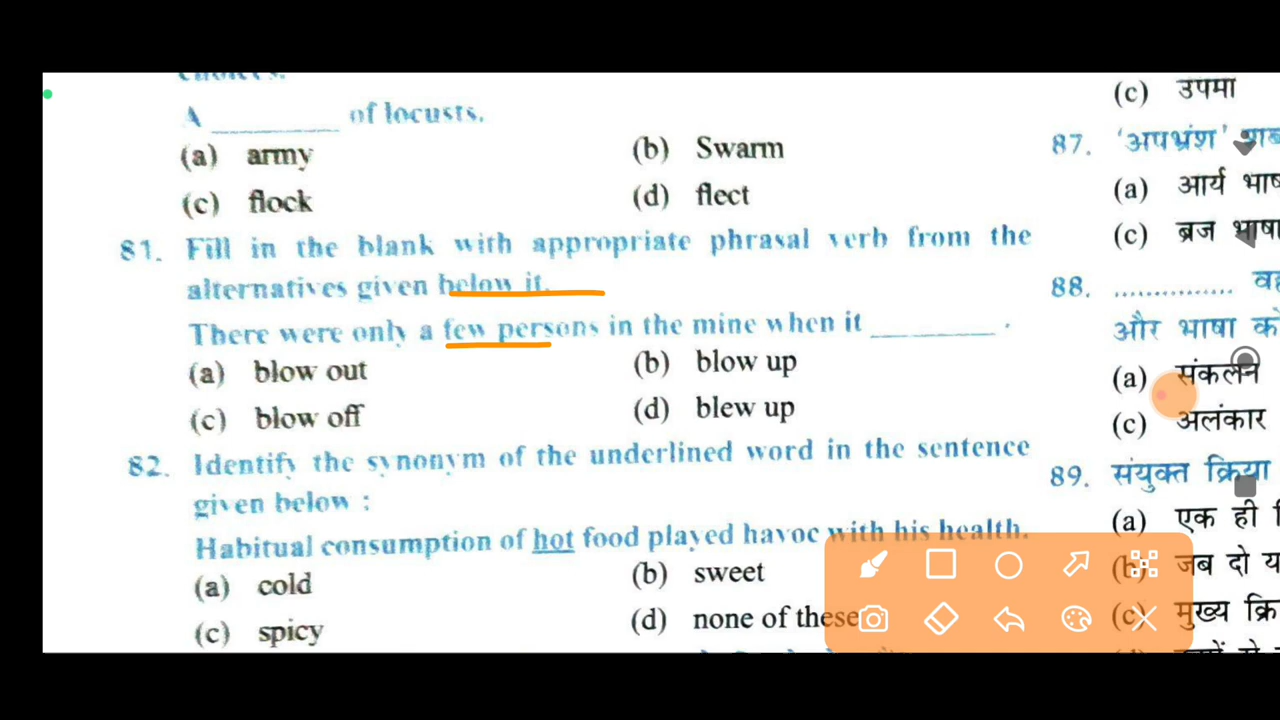 choices.
A ________ of locusts.
(a) army (b) Swarm
(c) flock (d) flect
81. Fill in the blank with appropriate phrasal verb from the
alternatives given below it.
There were only a few persons in the mine when it ________ .
(a) blow out (b) blow up
(c) blow off (d) blew up
82. Identify the synonym of the underlined word in the sentence
given below :
Habitual consumption of hot food played havoc with his health.
(a) cold (b) sweet
(c) spicy (d) none of these
(c) उपमा
87. 'अपभ्रंश'
(a) आर्य
(c) ब्रज
88. ...............
और भाषा
(a) संकलन
(c) अलंकार
89. संयुक्त क्रिया
(a) एक ही
(b) जब दो
(c) मुख्य